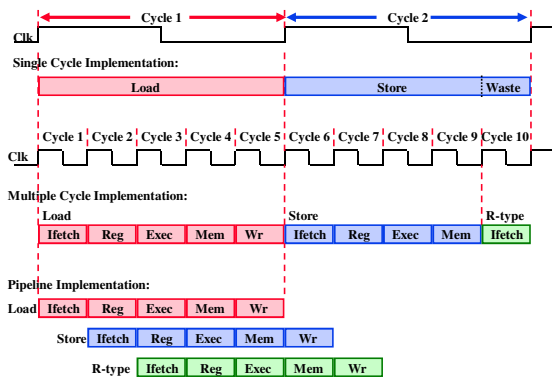 Cycle 1 Cycle 2
Clk
Single Cycle Implementation:
Load Store Waste
Cycle 1 Cycle 2 Cycle 3 Cycle 4 Cycle 5 Cycle 6 Cycle 7 Cycle 8 Cycle 9 Cycle 10
Clk
Multiple Cycle Implementation:
Load Store R-type
Ifetch Reg Exec Mem Wr Ifetch Reg Exec Mem Ifetch
Pipeline Implementation:
Load Ifetch Reg Exec Mem Wr
Store Ifetch Reg Exec Mem Wr
R-type Ifetch Reg Exec Mem Wr